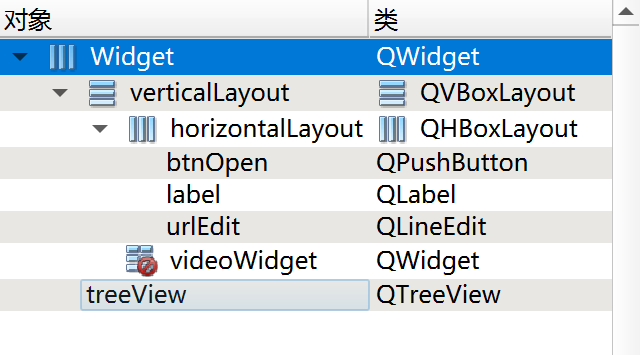 对象 类
Widget QWidget
verticalLayout QVBoxLayout
horizontalLayout QHBoxLayout
btnOpen QPushButton
label QLabel
urlEdit QLineEdit
videoWidget QWidget
treeView QTreeView